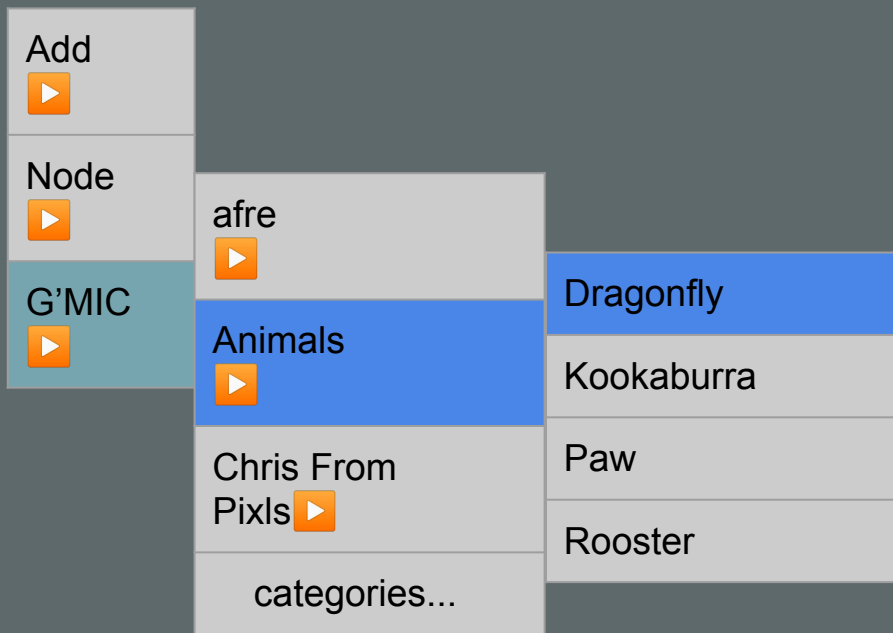 Add
▶️
Node
▶️
G’MIC
▶️
afre
▶️
Animals
▶️
Chris From
Pixls▶️
categories...
Dragonfly
Kookaburra
Paw
Rooster